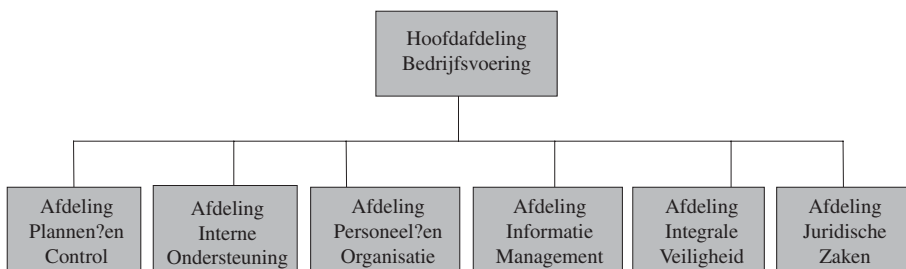 Hoofdafdeling
Bedrijfsvoering
Afdeling
Plannen?en
Control
Afdeling
Interne
Ondersteuning
Afdeling
Personeel?en
Organisatie
Afdeling
Informatie
Management
Afdeling
Integrale
Veiligheid
Afdeling
Juridische
Zaken